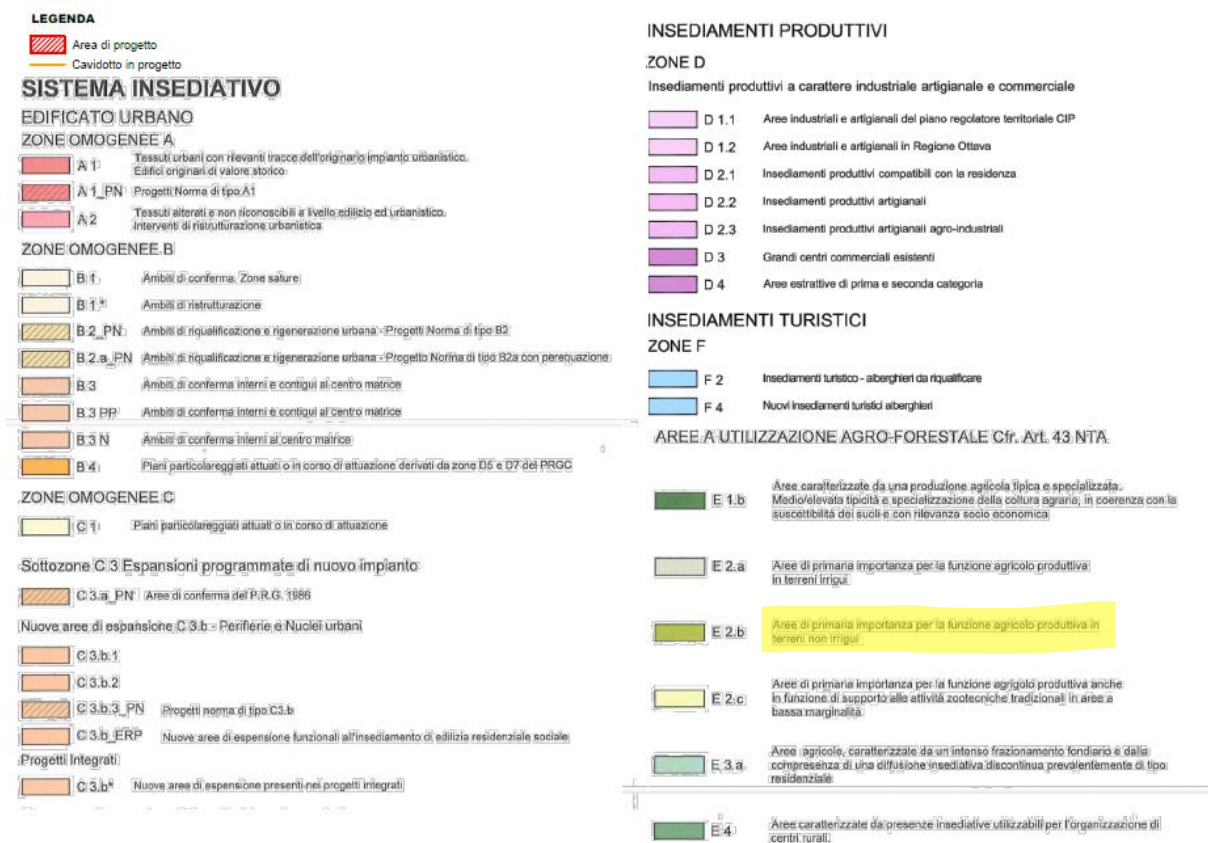 LEGENDA
Area di progetto
Cavidotto in progetto
SISTEMA INSEDIATIVO
EDIFICATO URBANO
ZONE OMOGENEE A
A 1 Tessuti urbani con rilevanti tracce dell'originario impianto urbanistico.
Edifici originari di valore storico
A 1_PN Progetti Norma di tipo A1
A 2 Tessuti alterati e non riconoscibili a livello edilizio ed urbanistico.
Interventi di ristrutturazione urbanistica
ZONE OMOGENEE B
B 1 Ambiti di conferma. Zone sature
B 1* Ambiti di ristrutturazione
B 2_PN Ambiti di riqualificazione e rigenerazione urbana - Progetti Norma di tipo B2
B 2.a_PN Ambiti di riqualificazione e rigenerazione urbana - Progetto Norma di tipo B2a con perequazione
B 3 Ambiti di conferma interni e contigui al centro matrice
B 3 PP Ambiti di conferma interni e contigui al centro matrice
B 3 N Ambiti di conferma interni al centro matrice
B 4 Piani particolareggiati attuati o in corso di attuazione derivati da zone D5 e D7 del PRGC
ZONE OMOGENEE C
C 1 Piani particolareggiati attuati o in corso di attuazione
Sottozone C 3 Espansioni programmate di nuovo impianto
C 3.a_PN Aree di conferma del P.R.G. 1986
Nuove aree di espansione C 3.b - Periferie e Nuclei urbani
C 3.b.1
C 3.b.2
C 3.b.3_PN Progetti norma di tipo C3.b
C 3.b_ERP Nuove aree di espensione funzionali all'insediamento di edilizia residenziale sociale
Progetti Integrati
C 3.b* Nuove aree di espensione presenti nei progetti integrati
INSEDIAMENTI PRODUTTIVI
ZONE D
Insediamenti produttivi a carattere industriale artigianale e commerciale
D 1.1 Aree industriali e artigianali del piano regolatore territoriale CIP
D 1.2 Aree industriali e artigianali in Regione Ottava
D 2.1 Insediamenti produttivi compatibili con la residenza
D 2.2 Insediamenti produttivi artigianali
D 2.3 Insediamenti produttivi artigianali agro-industriali
D 3 Grandi centri commerciali esistenti
D 4 Aree estrattive di prima e seconda categoria
INSEDIAMENTI TURISTICI
ZONE F
F 2 Insediamenti turistico - alberghieri da riqualificare
F 4 Nuovi insediamenti turistici alberghieri
AREE A UTILIZZAZIONE AGRO-FORESTALE Cfr. Art. 43 NTA
E 1.b Aree caratterizzate da una produzione agricola tipica e specializzata.
Medio/elevata tipicità e specializzazione della coltura agraria, in coerenza con la
suscettibilità dei suoli e con rilevanza socio economica
E 2.a Aree di primaria importanza per la funzione agricolo produttiva
in terreni irrigui
E 2.b Aree di primaria importanza per la funzione agricolo produttiva in
terreni non irrigui
E 2.c Aree di primaria importanza per la funzione agrigolo produttiva anche
in funzione di supporto alle attività zootecniche tradizionali in aree a
bassa marginalità
E 3.a Aree agricole, caratterizzate da un intenso frazionamento fondiario e dalla
compresenza di una diffusione insediativa discontinua prevalentemente di tipo
residenziale
E 4 Aree caratterizzate da presenze insediative utilizzabili per l'organizzazione di
centri rurali.